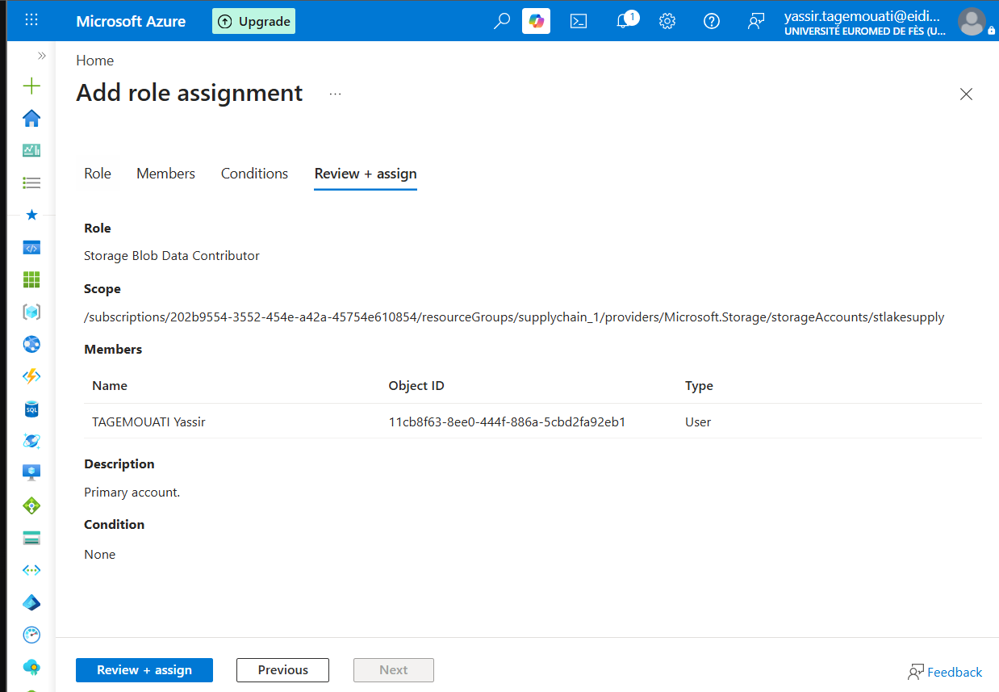 Microsoft Azure
Upgrade
1
yassir.tagemouati@eidi...
UNIVERSITÉ EUROMED DE FÈS (U...
Home
Add role assignment
...
Role
Members
Conditions
Review + assign
Role
Storage Blob Data Contributor
Scope
/subscriptions/202b9554-3552-454e-a42a-45754e610854/resourceGroups/supplychain_1/providers/Microsoft.Storage/storageAccounts/stlakesupply
Members
Name Object ID Type
TAGEMOUATI Yassir 11cb8f63-8ee0-444f-886a-5cbd2fa92eb1 User
SQL
Description
Primary account.
Condition
None
Review + assign
Previous
Next
Feedback